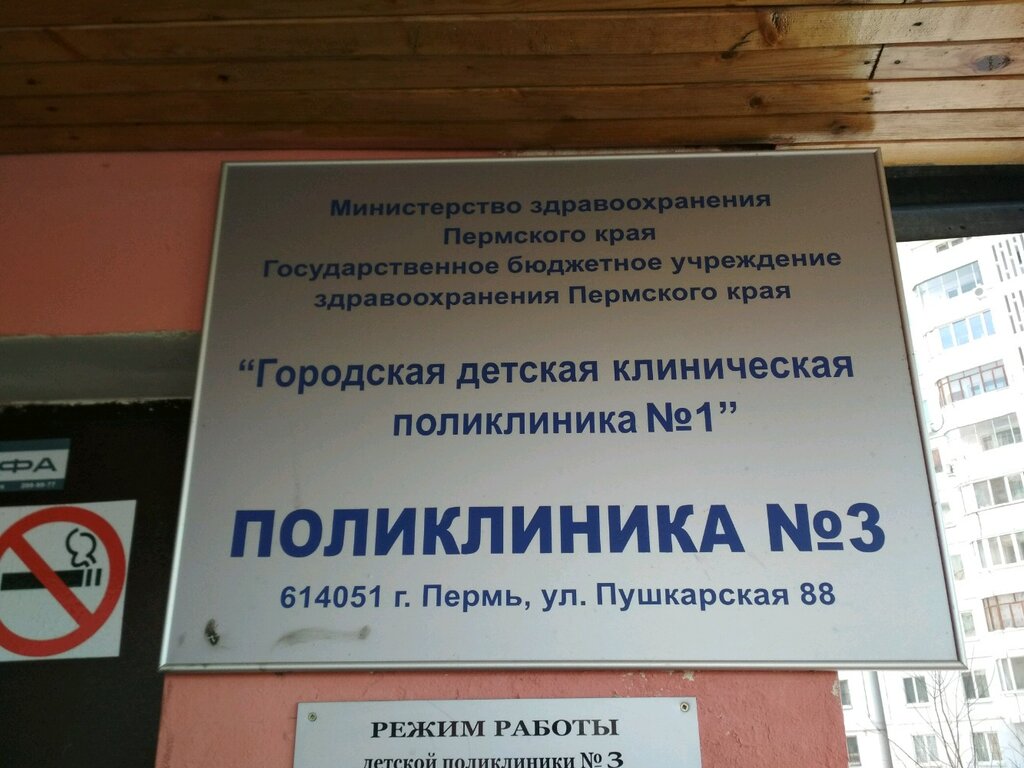 Министерство здравоохранения
Пермского края
Государственное бюджетное учреждение
здравоохранения Пермского края
“Городская детская клиническая
поликлиника №1”
ПОЛИКЛИНИКА №3
614051 г. Пермь, ул. Пушкарская 88
ФА
РЕЖИМ РАБОТЫ
детской поликлиники № 3